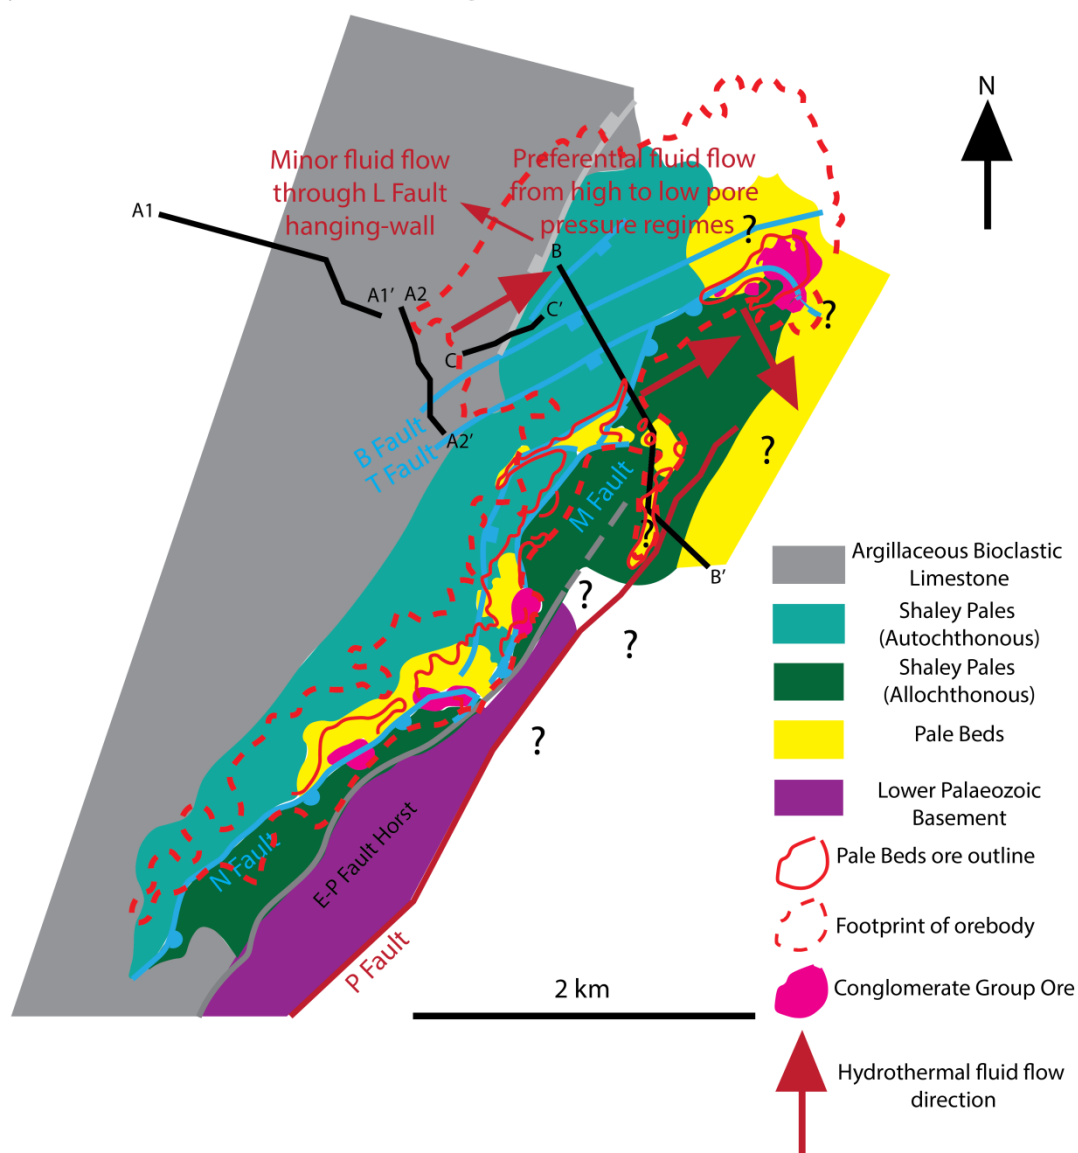 N
Minor fluid flow
through L Fault
hanging-wall
Preferential fluid flow
from high to low pore
pressure regimes
A1
B
?
A1'
A2
C'
?
C
B Fault
T Fault
A2'
?
M Fault
?
B'
?
?
?
Argillaceous Bioclastic
Limestone
Shaley Pales
(Autochthonous)
Shaley Pales
(Allochthonous)
Pale Beds
Lower Palaeozoic
Basement
Pale Beds ore outline
Footprint of orebody
Conglomerate Group Ore
Hydrothermal fluid flow
direction
N Fault
E-P Fault Horst
P Fault
2 km